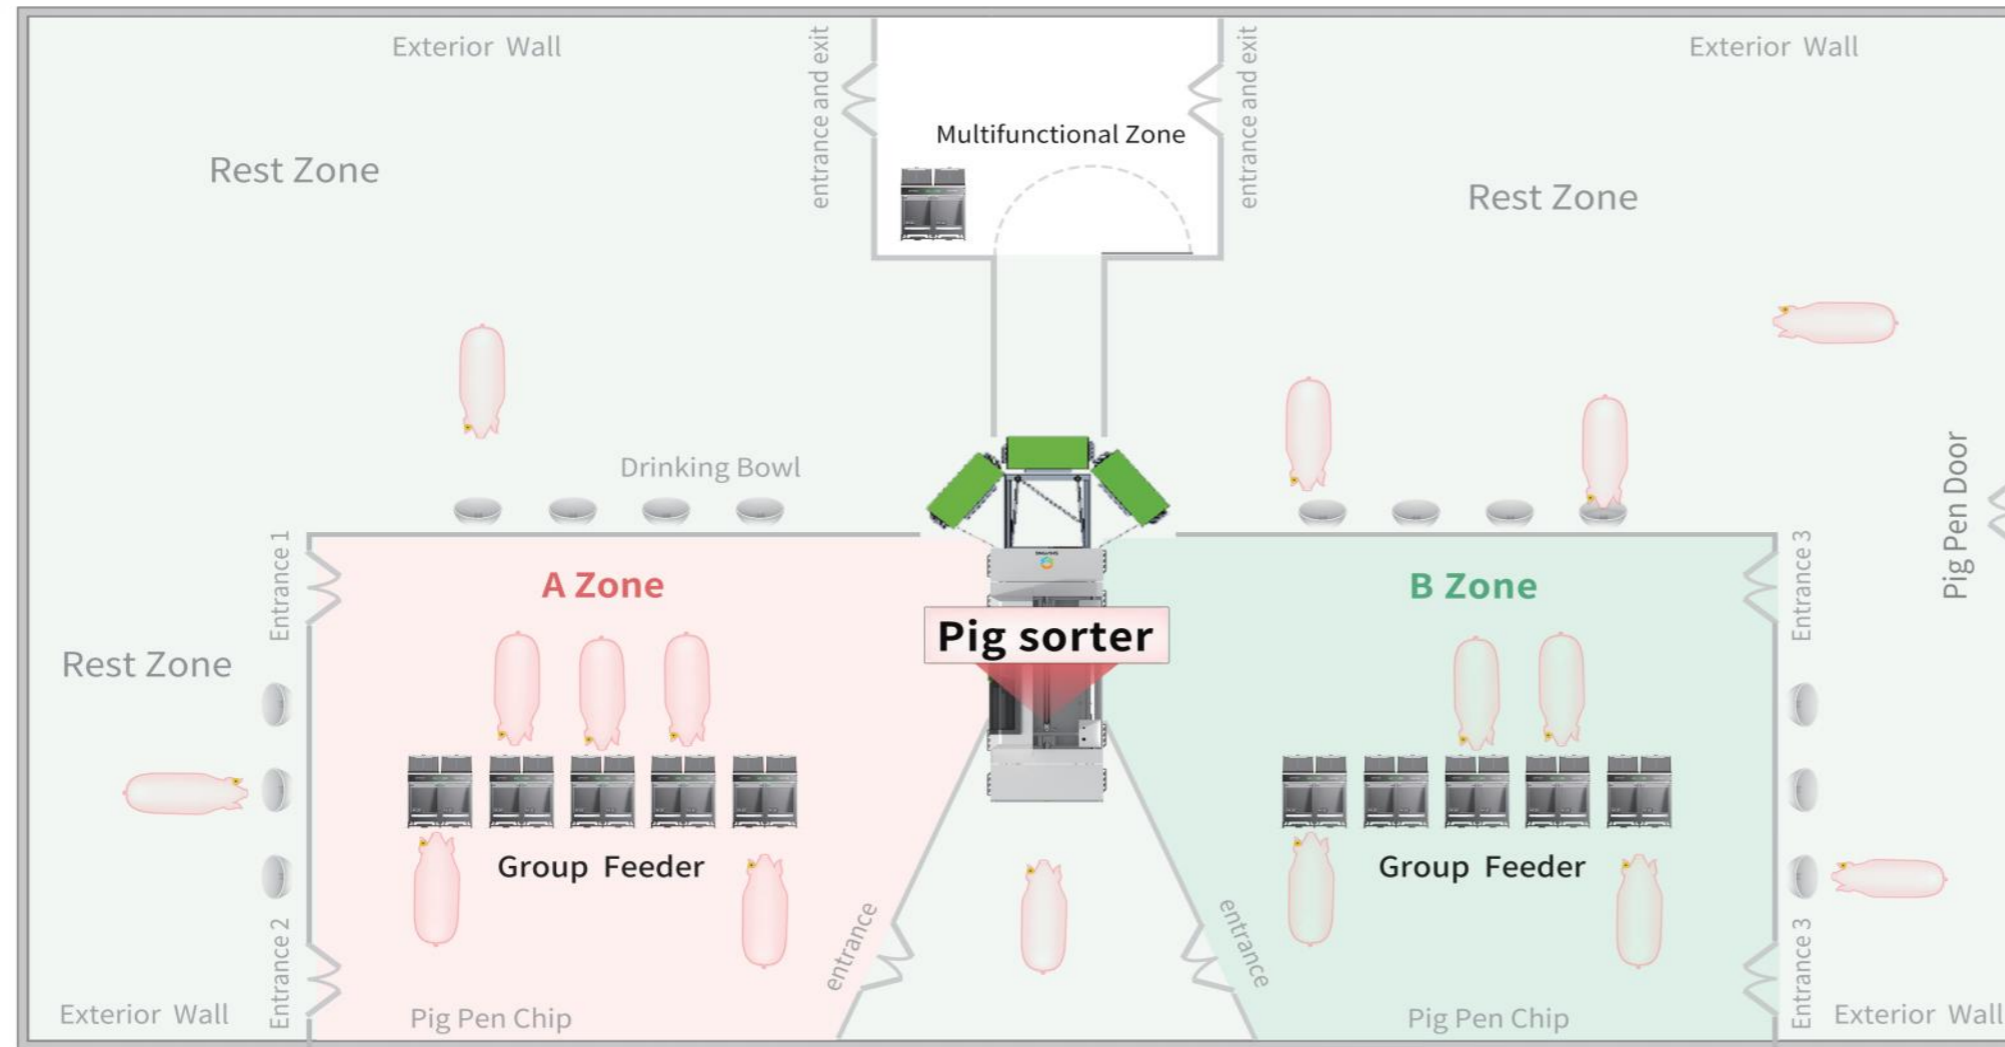 Exterior Wall
entrance and exit
entrance and exit
Exterior Wall
Multifunctional Zone
Rest Zone
Rest Zone
Drinking Bowl
Pig Pen Door
Entrance 1
A Zone
B Zone
Entrance 3
Pig sorter
Rest Zone
Group Feeder
Group Feeder
Entrance 2
entrance
entrance
Entrance 3
Exterior Wall
Pig Pen Chip
Pig Pen Chip
Exterior Wall